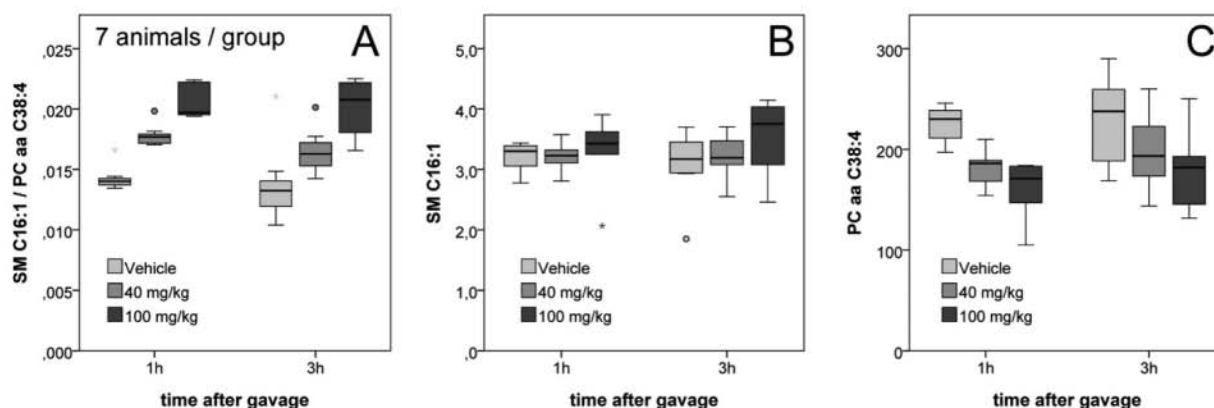 7 animals / group
A
SM C16:1 / PC aa C38:4
,025
,020
,015
,010
,005
,000
Vehicle
40 mg/kg
100 mg/kg
1h
3h
time after gavage
B
SM C16:1
5,0
4,0
3,0
2,0
1,0
,0
Vehicle
40 mg/kg
100 mg/kg
1h
3h
time after gavage
C
PC aa C38:4
300
200
100
0
Vehicle
40 mg/kg
100 mg/kg
1h
3h
time after gavage